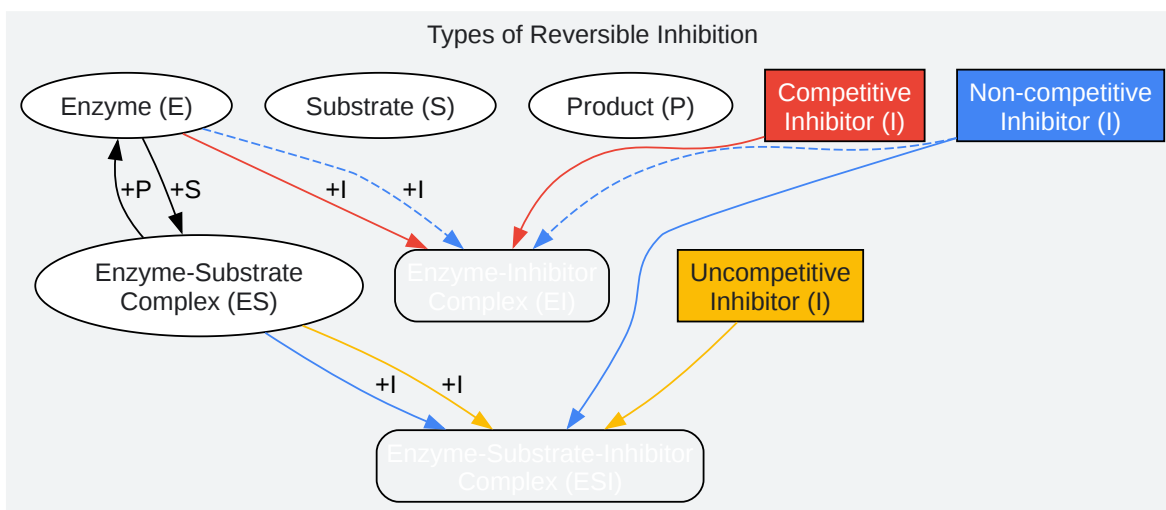 Types of Reversible Inhibition
Enzyme (E)
Substrate (S)
Product (P)
Competitive
Inhibitor (I)
Non-competitive
Inhibitor (I)
+P
+S
+I
+I
Enzyme-Substrate
Complex (ES)
Enzyme-Inhibitor
Complex (EI)
Uncompetitive
Inhibitor (I)
+I
+I
Enzyme-Substrate-Inhibitor
Complex (ESI)